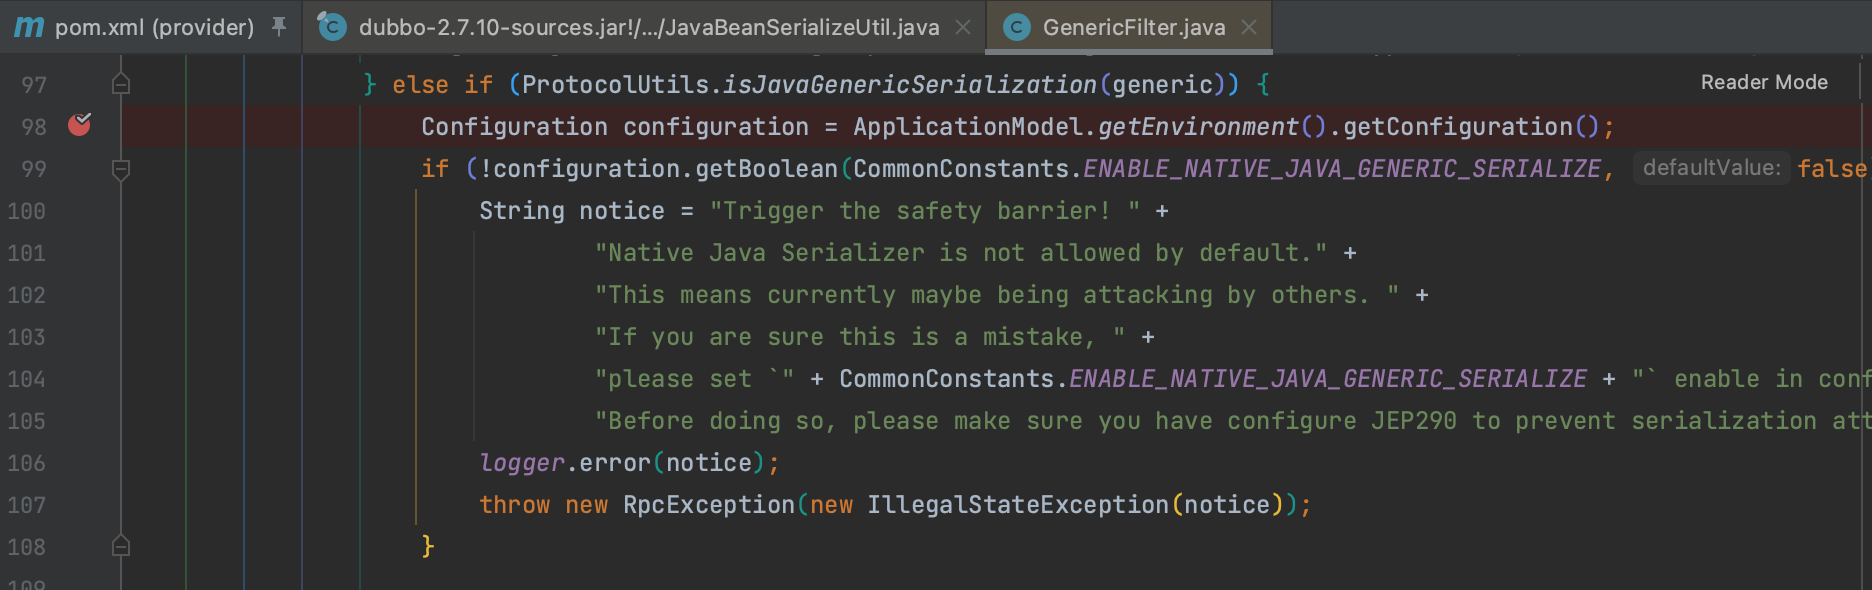 m pom.xml (provider) dubbo-2.7.10-sources.jar!/.../JavaBeanSerializeUtil.java GenericFilter.java
97 } else if (ProtocolUtils.isJavaGenericSerialization(generic)) { Reader Mode
98 Configuration configuration = ApplicationModel.getEnvironment().getConfiguration();
99 if (!configuration.getBoolean(CommonConstants.ENABLE_NATIVE_JAVA_GENERIC_SERIALIZE, defaultValue: false
100 String notice = "Trigger the safety barrier! " +
101 "Native Java Serializer is not allowed by default." +
102 "This means currently maybe being attacking by others. " +
103 "If you are sure this is a mistake, " +
104 "please set `" + CommonConstants.ENABLE_NATIVE_JAVA_GENERIC_SERIALIZE + "` enable in conf
105 "Before doing so, please make sure you have configure JEP290 to prevent serialization att
106 logger.error(notice);
107 throw new RpcException(new IllegalStateException(notice));
108 }
109